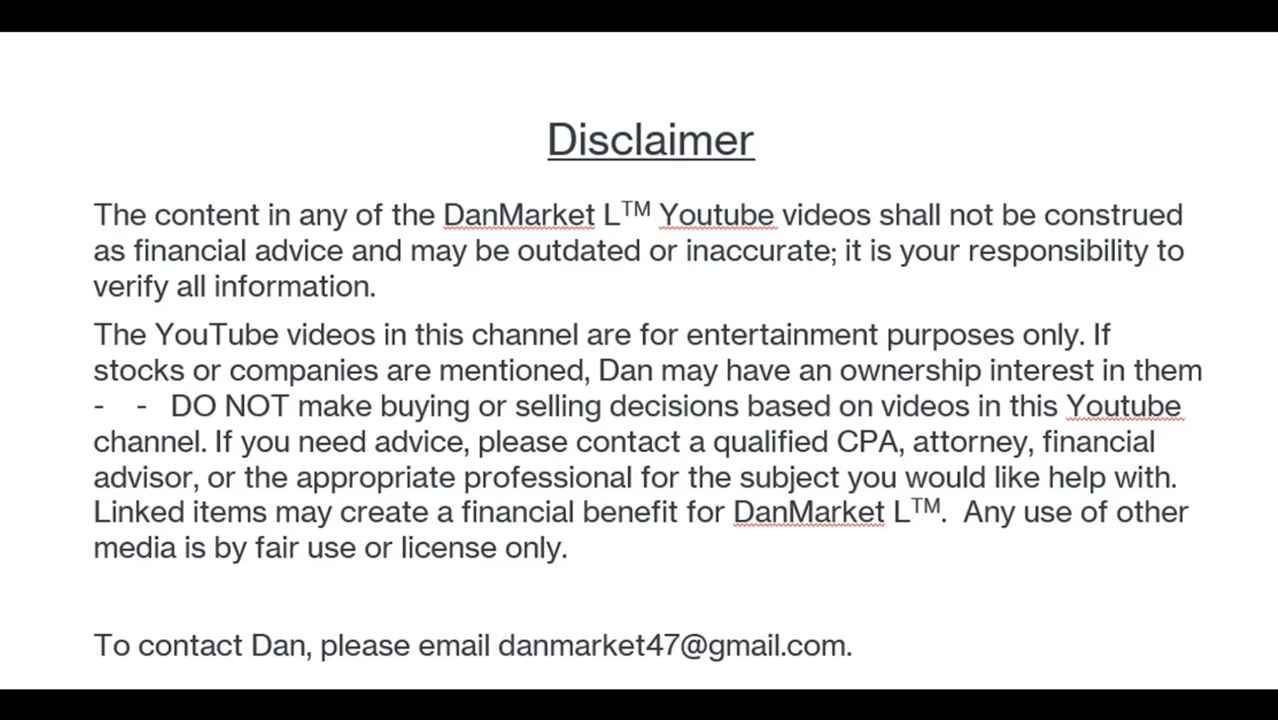 Disclaimer
The content in any of the DanMarket L™ Youtube videos shall not be construed
as financial advice and may be outdated or inaccurate; it is your responsibility to
verify all information.
The YouTube videos in this channel are for entertainment purposes only. If
stocks or companies are mentioned, Dan may have an ownership interest in them
- - DO NOT make buying or selling decisions based on videos in this Youtube
channel. If you need advice, please contact a qualified CPA, attorney, financial
advisor, or the appropriate professional for the subject you would like help with.
Linked items may create a financial benefit for DanMarket L™. Any use of other
media is by fair use or license only.
To contact Dan, please email danmarket47@gmail.com.